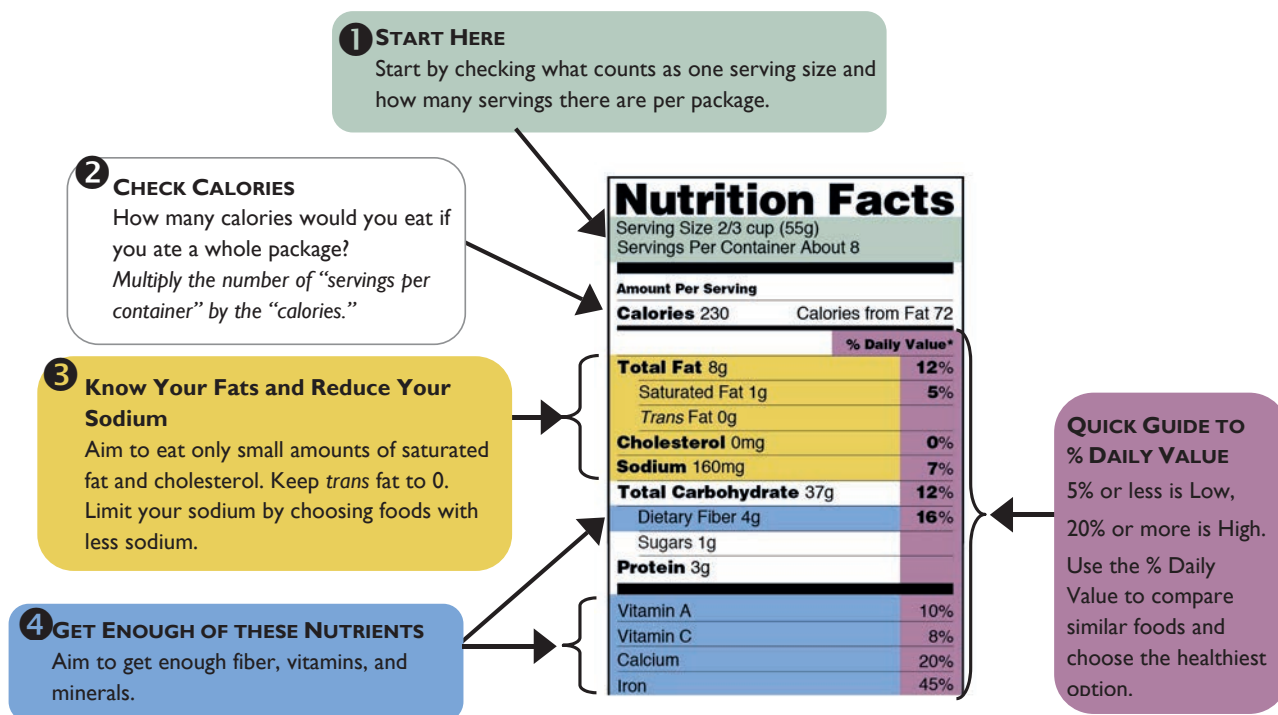 1 START HERE
Start by checking what counts as one serving size and
how many servings there are per package.
2 CHECK CALORIES
How many calories would you eat if
you ate a whole package?
Multiply the number of “servings per
container” by the “calories.”
3 Know Your Fats and Reduce Your
Sodium
Aim to eat only small amounts of saturated
fat and cholesterol. Keep trans fat to 0.
Limit your sodium by choosing foods with
less sodium.
4 GET ENOUGH OF THESE NUTRIENTS
Aim to get enough fiber, vitamins, and
minerals.
Nutrition Facts
Serving Size 2/3 cup (55g)
Servings Per Container About 8
Amount Per Serving
Calories 230 Calories from Fat 72
% Daily Value*
Total Fat 8g 12%
Saturated Fat 1g 5%
Trans Fat 0g
Cholesterol 0mg 0%
Sodium 160mg 7%
Total Carbohydrate 37g 12%
Dietary Fiber 4g 16%
Sugars 1g
Protein 3g
Vitamin A 10%
Vitamin C 8%
Calcium 20%
Iron 45%
QUICK GUIDE TO
% DAILY VALUE
5% or less is Low,
20% or more is High.
Use the % Daily
Value to compare
similar foods and
choose the healthiest
option.